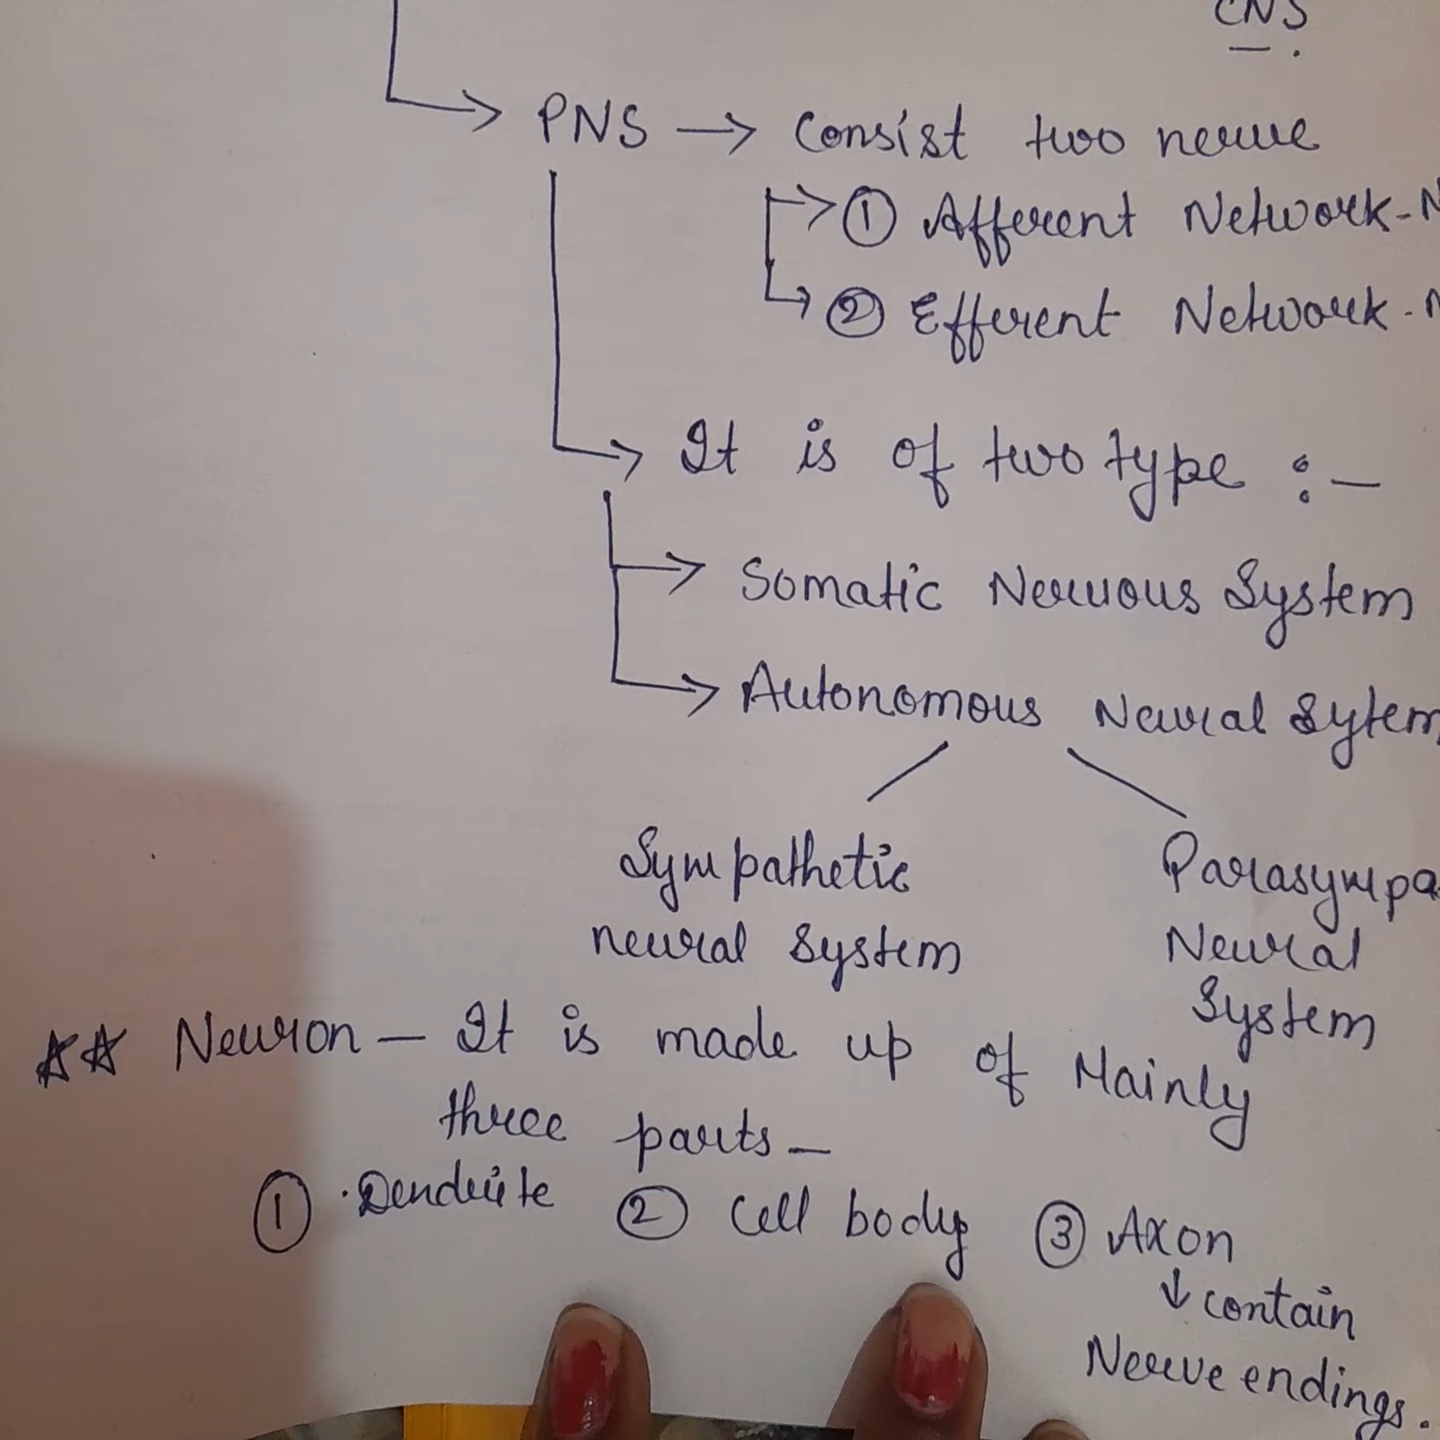 CNS
PNS → Consist two nerve
① Afferent Network-N
② Efferent Network-N
It is of two type :-
Somatic Nervous System
Autonomous Neural Sytem
Sympathetic
neural system
Parasympa
Neural
System
** Neuron - It is made up of Mainly
three parts -
① Dendrite ② Cell body ③ Axon
↓ contain
Nerve endings.